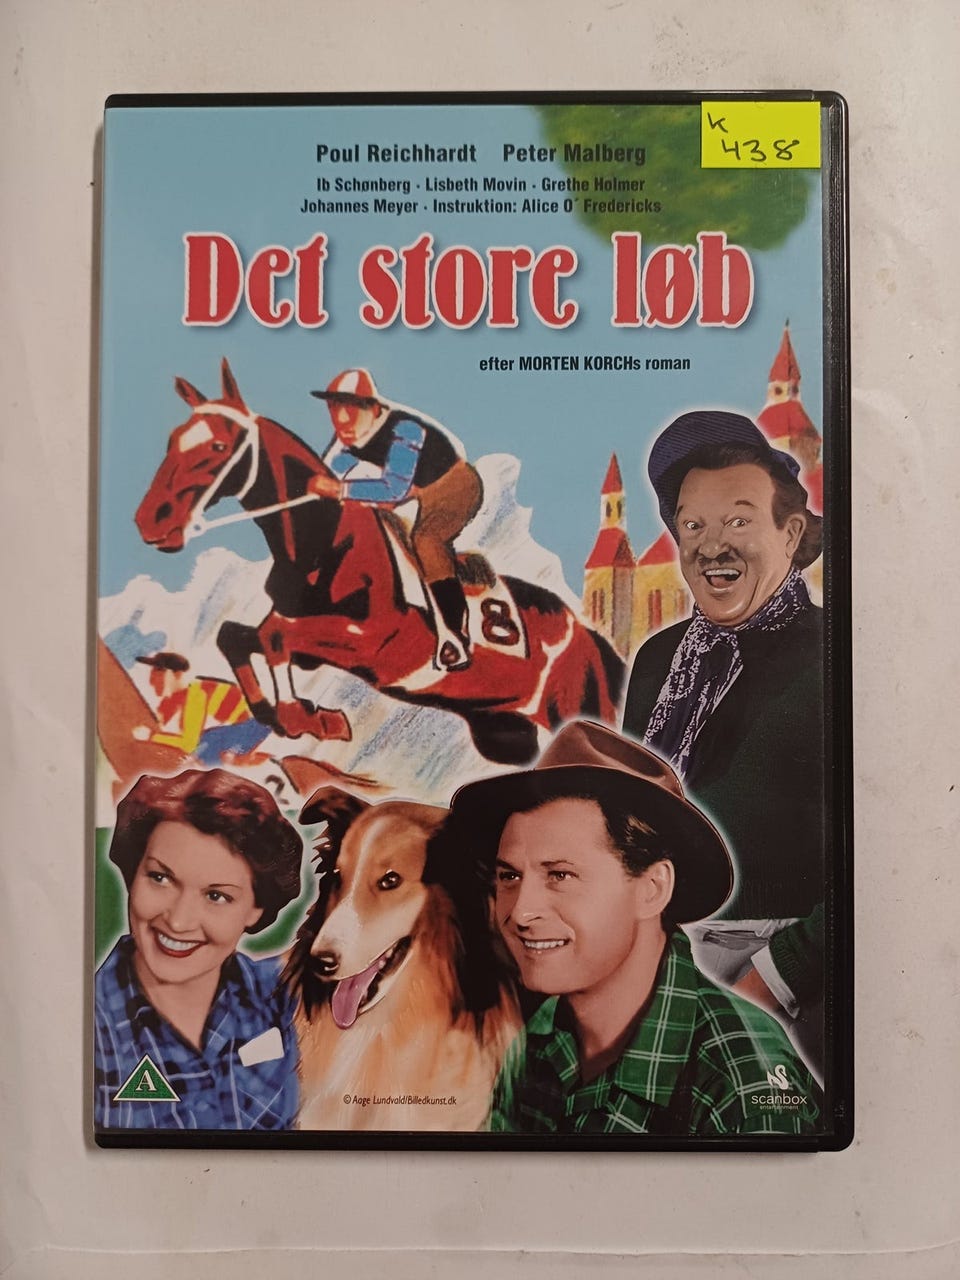 K
438
Poul Reichhardt Peter Malberg
Ib Schønberg · Lisbeth Movin · Grethe Holmer
Johannes Meyer · Instruktion: Alice O´ Fredericks
Det store løb
efter MORTEN KORCHs roman
8
A
© Aage Lundvald/Billedkunst.dk
scanbox
entertainment